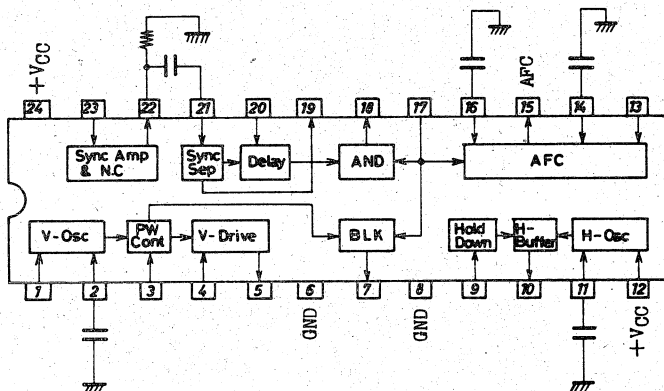 +VCC
AFC
24
23
22
21
20
19
18
17
16
15
14
13
Sync Amp
& N.C
Sync
Sep
Delay
AND
AFC
V-Osc
PW
Cont
V-Drive
BLK
Hold
Down
H-
Buffer
H-Osc
1
2
3
4
5
6
7
8
9
10
11
12
GND
GND
+VCC